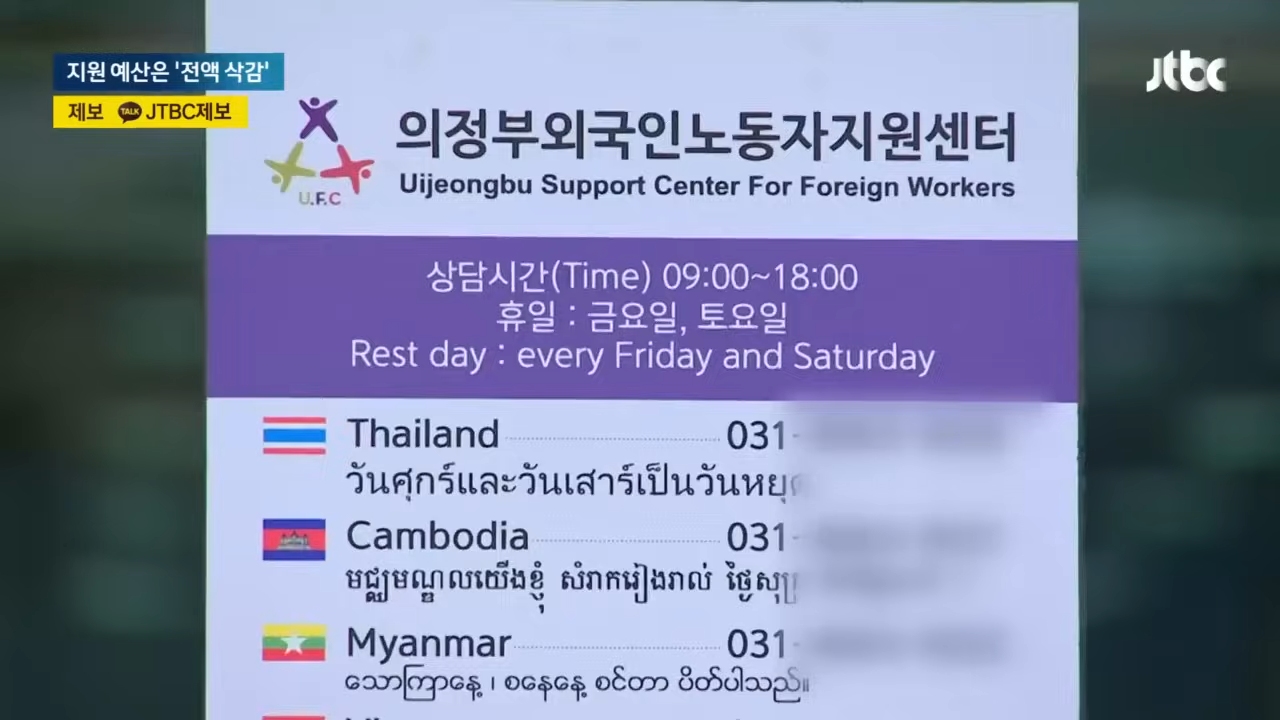 지원 예산은 '전액 삭감'
jtbc
제보 TALK JTBC제보
U.F.C
의정부외국인노동자지원센터
Uijeongbu Support Center For Foreign Workers
상담시간(Time) 09:00~18:00
휴일 : 금요일, 토요일
Rest day : every Friday and Saturday
Thailand 031-
วันศุกร์และวันเสาร์เป็นวันหยุด
Cambodia 031-
មជ្ឈមណ្ឌលយើងខ្ញុំ សំរាករៀងរាល់
Myanmar 031-
သောကြာနေ့၊ စနေနေ့ စင်တာ ပိတ်ပါသည်။